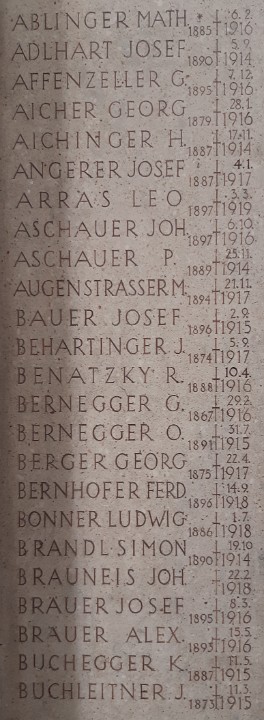 ABLINGER MATH. 1885 † 6.2. 1916
ADLHART JOSEF 1890 † 5.9. 1914
AFFENZELLER G. 1895 † 7.12. 1916
AICHER GEORG 1879 † 28.1. 1916
AICHINGER H. 1887 † 17.11. 1914
ANGERER JOSEF 1887 † 4.1. 1917
ARRAS LEO 1897 † 3.3. 1919
ASCHAUER JOH. 1897 † 6.10. 1916
ASCHAUER P. 1889 † 25.11. 1914
AUGENSTRASSER M. 1894 † 21.11. 1917
BAUER JOSEF 1896 † 2.9. 1915
BEHARTINGER J. 1874 † 5.9. 1917
BENATZKY R. 1888 † 10.4. 1916
BERNEGGER G. 1867 † 29.2. 1916
BERNEGGER O. 1891 † 31.7. 1915
BERGER GEORG 1875 † 22.4. 1917
BERNHOFER FERD. 1896 † 14.9. 1918
BONNER LUDWIG 1886 † 1.7. 1918
BRANDL SIMON 1890 † 19.10 1914
BRAUNEIS JOH. † 22.2. 1918
BRAUER JOSEF 1895 † 8.3. 1916
BRAUER ALEX. 1893 † 15.5. 1916
BUCHEGGER K. 1887 † 11.5. 1915
BUCHLEITNER J. 1873 † 11.3. 1915